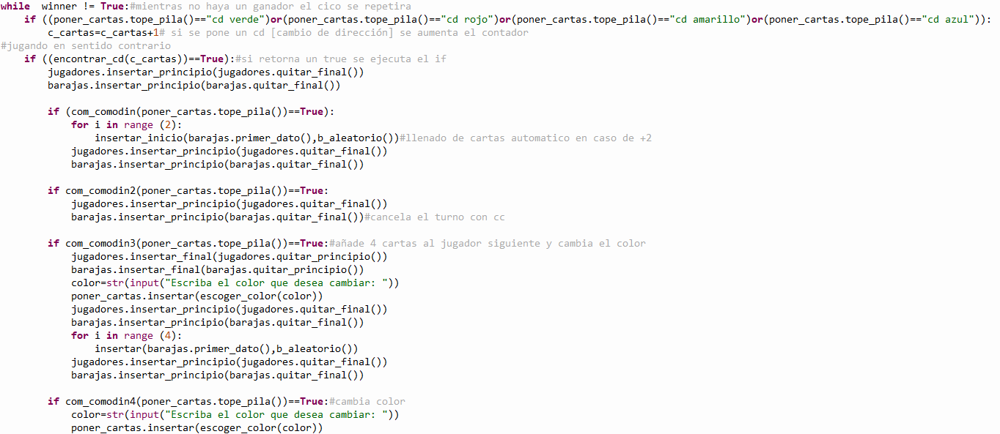 while  winner != True:#mientras no haya un ganador el cico se repetira
    if ((poner_cartas.tope_pila()=="cd verde")or(poner_cartas.tope_pila()=="cd rojo")or(poner_cartas.tope_pila()=="cd amarillo")or(poner_cartas.tope_pila()=="cd azul")):
        c_cartas=c_cartas+1# si se pone un cd [cambio de dirección] se aumenta el contador
#jugando en sentido contrario
    if ((encontrar_cd(c_cartas))==True):#si retorna un true se ejecuta el if
        jugadores.insertar_principio(jugadores.quitar_final())
        barajas.insertar_principio(barajas.quitar_final())

        if (com_comodin(poner_cartas.tope_pila())==True):
            for i in range (2):
                insertar_inicio(barajas.primer_dato(),b_aleatorio())#llenado de cartas automatico en caso de +2
            jugadores.insertar_principio(jugadores.quitar_final())
            barajas.insertar_principio(barajas.quitar_final())

        if com_comodin2(poner_cartas.tope_pila())==True:
            jugadores.insertar_principio(jugadores.quitar_final())
            barajas.insertar_principio(barajas.quitar_final())#cancela el turno con cc

        if com_comodin3(poner_cartas.tope_pila())==True:#añade 4 cartas al jugador siguiente y cambia el color
            jugadores.insertar_final(jugadores.quitar_principio())
            barajas.insertar_final(barajas.quitar_principio())
            color=str(input("Escriba el color que desea cambiar: "))
            poner_cartas.insertar(escoger_color(color))
            jugadores.insertar_principio(jugadores.quitar_final())
            barajas.insertar_principio(barajas.quitar_final())
            for i in range (4):
                insertar(barajas.primer_dato(),b_aleatorio())
            jugadores.insertar_principio(jugadores.quitar_final())
            barajas.insertar_principio(barajas.quitar_final())

        if com_comodin4(poner_cartas.tope_pila())==True:#cambia color
            color=str(input("Escriba el color que desea cambiar: "))
            poner_cartas.insertar(escoger_color(color))